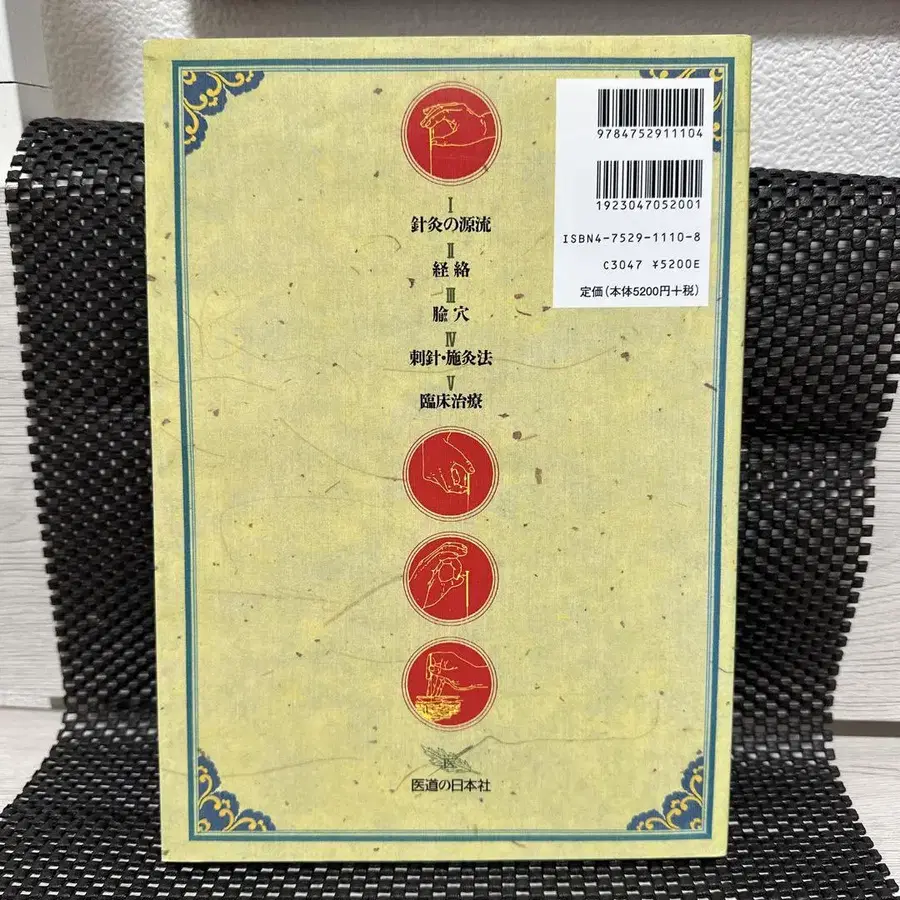 Ⅰ
針灸の源流
Ⅱ
経絡
Ⅲ
腧穴
Ⅳ
刺針・施灸法
Ⅴ
臨床治療
9784752911104
1923047052001
ISBN4-7529-1110-8
C3047 ¥5200E
定価(本体5200円+税)
医
医道の日本社